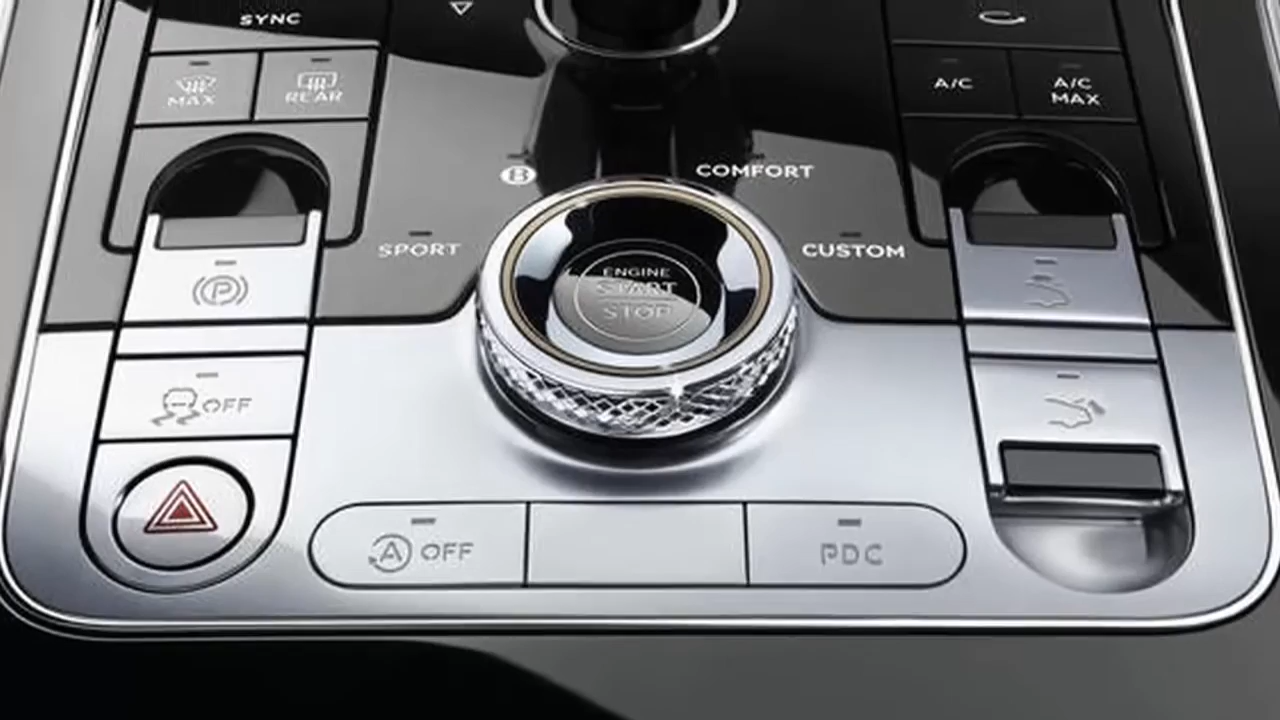 SYNC
MAX
REAR
A/C
A/C
MAX
B
COMFORT
SPORT
CUSTOM
ENGINE
START
STOP
P
OFF
A OFF
PDC